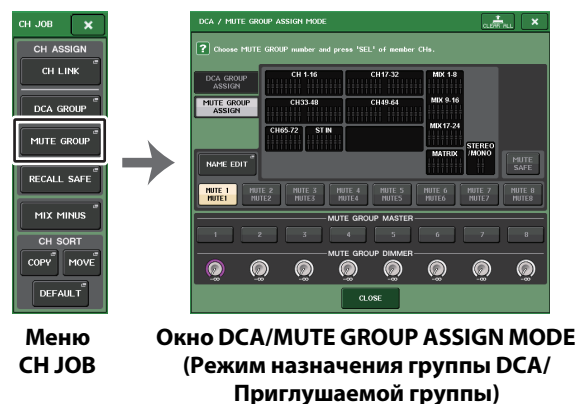 CH JOB
×
CH ASSIGN
CH LINK
DCA GROUP
MUTE GROUP
RECALL SAFE
MIX MINUS
CH SORT
COPY MOVE
DEFAULT
DCA / MUTE GROUP ASSIGN MODE
CLEAR ALL
×
? Choose MUTE GROUP number and press 'SEL' of member CHs.
DCA GROUP
ASSIGN
MUTE GROUP
ASSIGN
NAME EDIT
CH 1-16 CH17-32 MIX 1-8
CH33-48 CH49-64 MIX 9-16
CH65-72 ST IN MIX17-24
MATRIX STEREO
/MONO
MUTE
SAFE
MUTE 1 MUTE 2 MUTE 3 MUTE 4 MUTE 5 MUTE 6 MUTE 7 MUTE 8
MUTE1 MUTE2 MUTE3 MUTE4 MUTE5 MUTE6 MUTE7 MUTE8
MUTE GROUP MASTER
1 2 3 4 5 6 7 8
MUTE GROUP DIMMER
-∞ -∞ -∞ -∞ -∞ -∞ -∞ -∞
CLOSE
Меню
CH JOB
Окно DCA/MUTE GROUP ASSIGN MODE
(Режим назначения группы DCA/
Приглушаемой группы)